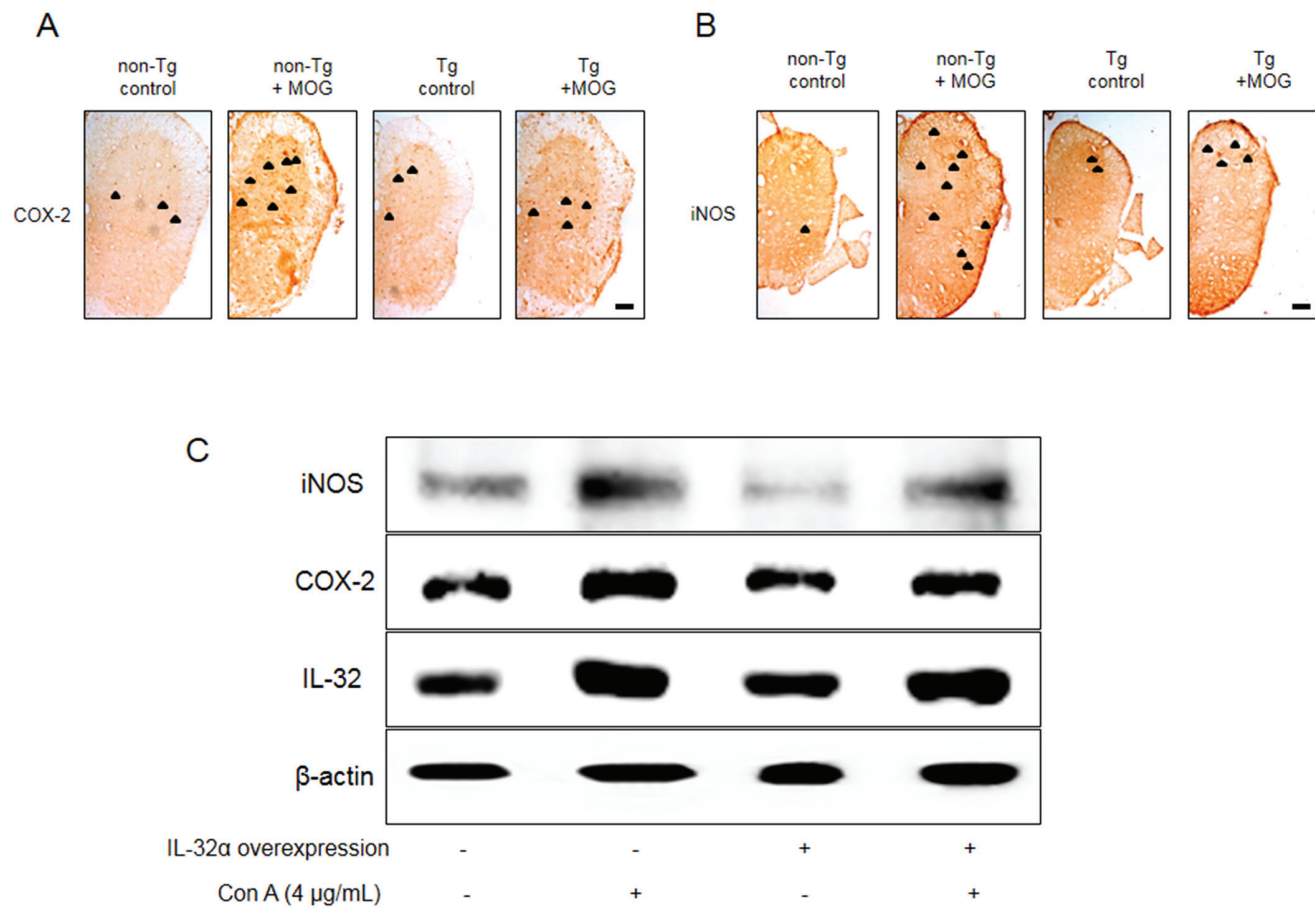 A
non-Tg control
non-Tg + MOG
Tg control
Tg +MOG
COX-2
B
non-Tg control
non-Tg + MOG
Tg control
Tg +MOG
iNOS
C
iNOS
COX-2
IL-32
β-actin
IL-32α overexpression - - + +
Con A (4 μg/mL) - + - +